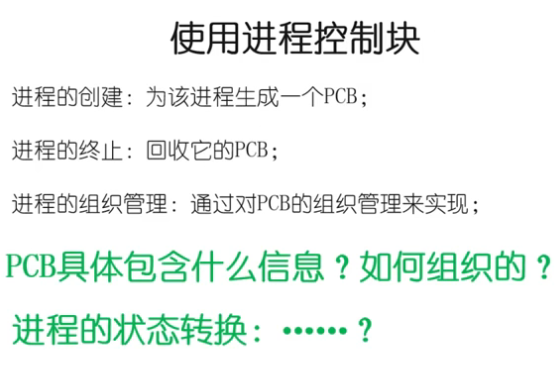 使用进程控制块
进程的创建：为该进程生成一个PCB；
进程的终止：回收它的PCB；
进程的组织管理：通过对PCB的组织管理来实现；
PCB具体包含什么信息？如何组织的？
进程的状态转换：••••••？